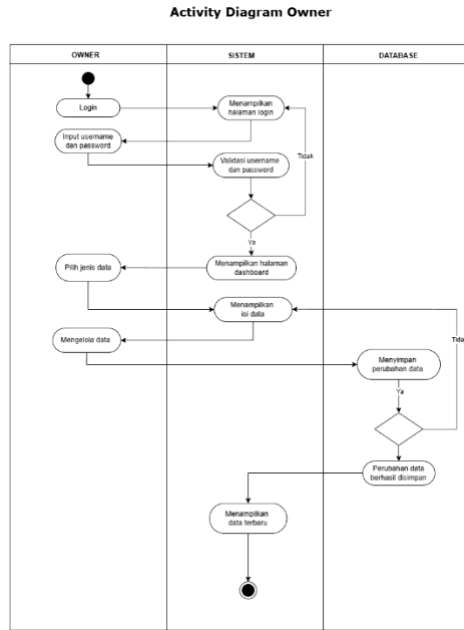 Activity Diagram Owner
OWNER
SISTEM
DATABASE
Login
Menampilkan
halaman login
Input username
dan password
Validasi username
dan password
Tidak
Ya
Menampilkan halaman
dashboard
Pilih jenis data
Menampilkan
isi data
Mengelola data
Menyimpan
perubahan data
Tidak
Ya
Perubahan data
berhasil disimpan
Menampilkan
data terbaru